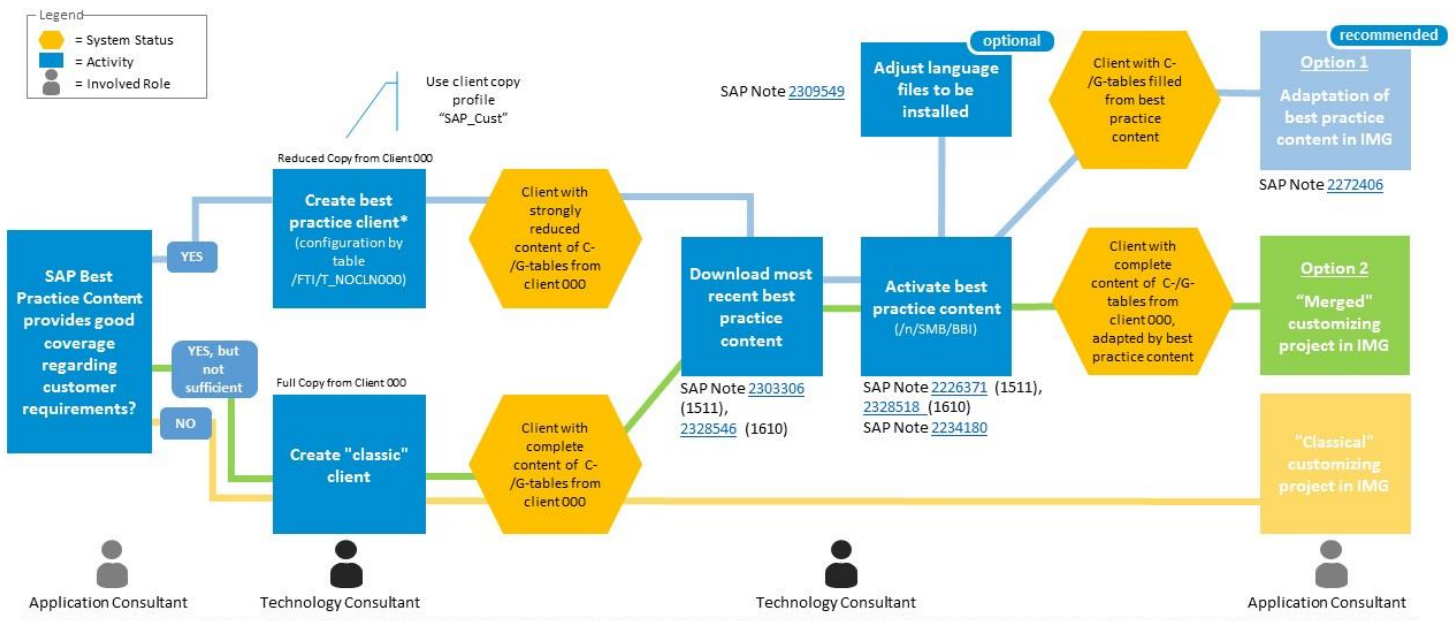 Legend
= System Status
= Activity
= Involved Role
Use client copy
profile
“SAP_Cust”
SAP Note 2309549
optional
Adjust language
files to be
installed
Client with C-
/G-tables filled
from best
practice
content
recommended
Option 1
Adaptation of
best practice
content in IMG
SAP Note 2272406
Reduced Copy from Client 000
Create best
practice client*
(configuration by
table
/FTI/T_NOCLN000)
Client with
strongly
reduced
content of C-
/G-tables from
client 000
SAP Best
Practice Content
provides good
coverage
regarding
customer
requirements?
YES
YES, but
not
sufficient
NO
Full Copy from Client 000
Create "classic"
client
Client with
complete
content of C-
/G-tables from
client 000
Download most
recent best
practice
content
SAP Note 2303306
(1511),
2328546 (1610)
Activate best
practice content
(/n/SMB/BBI)
SAP Note 2226371 (1511),
2328518 (1610)
SAP Note 2234180
Client with
complete
content of C-/G-
tables from
client 000,
adapted by best
practice content
Option 2
“Merged"
customizing
project in IMG
"Classical"
customizing
project in IMG
Application Consultant
Technology Consultant
Technology Consultant
Application Consultant